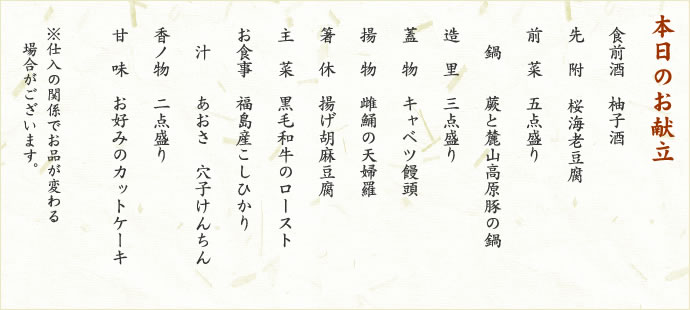 本日のお献立
食前酒 柚子酒
先附 桜海老豆腐
前菜 五点盛り
鍋 蕨と麓山高原豚の鍋
造里 三点盛り
蓋物 キャベツ饅頭
揚物 雌鯒の天婦羅
箸休 揚げ胡麻豆腐
主菜 黒毛和牛のロースト
お食事 福島産こしひかり
汁 あおさ 穴子けんちん
香ノ物 二点盛り
甘味 お好みのカットケーキ
※仕入の関係でお品が変わる
場合がございます。